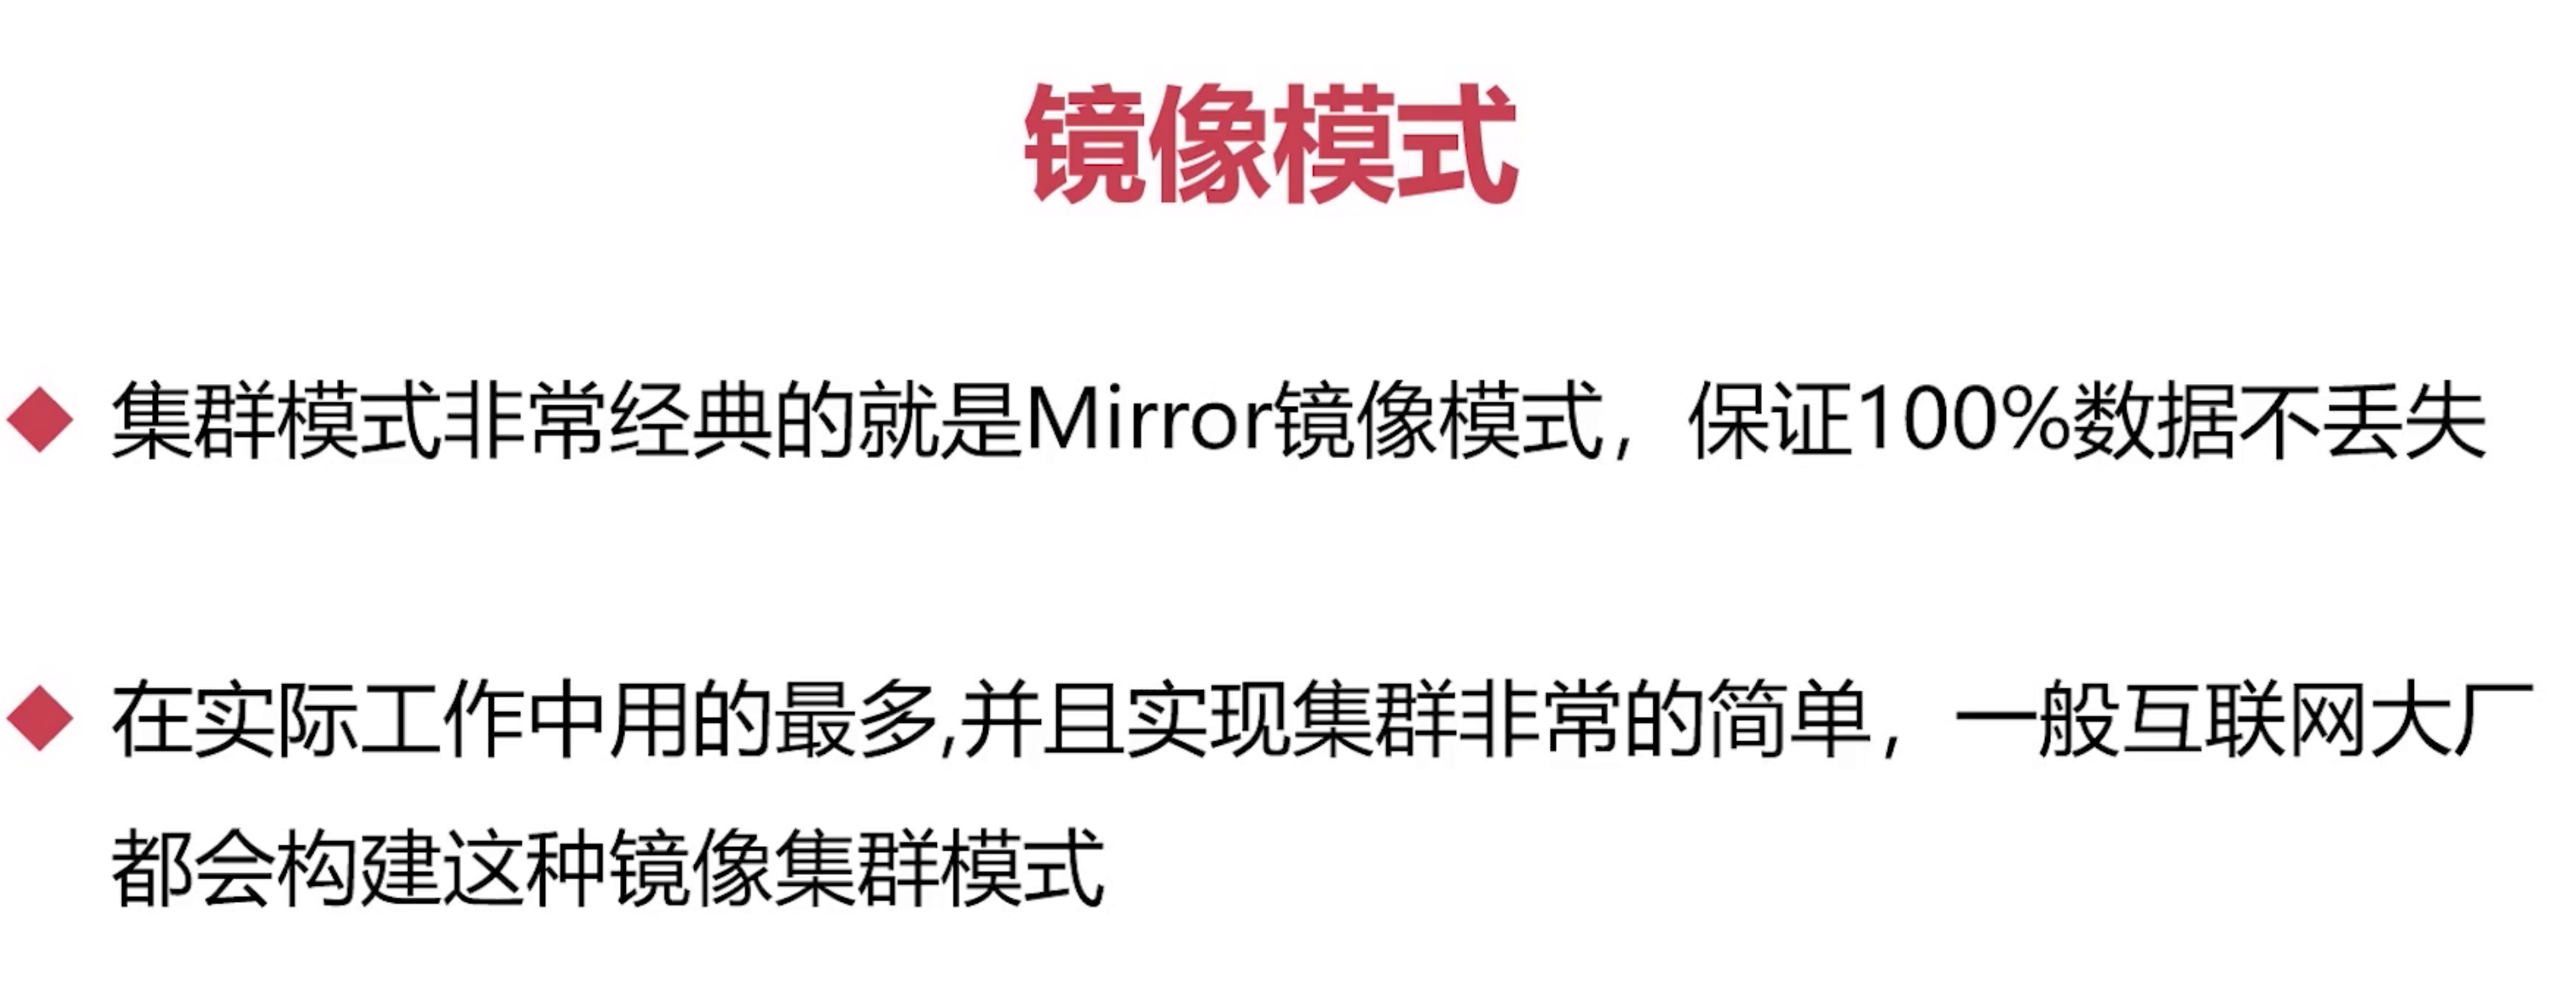 镜像模式
集群模式非常经典的就是Mirror镜像模式，保证100%数据不丢失
在实际工作中用的最多,并且实现集群非常的简单，一般互联网大厂
都会构建这种镜像集群模式